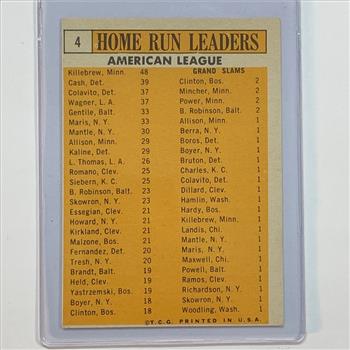 4 HOME RUN LEADERS
AMERICAN LEAGUE
Killebrew, Minn. 48
Cash, Det. 39
Colavito, Det. 37
Wagner, L. A. 37
Gentile, Balt. 33
Maris, N. Y. 33
Mantle, N. Y. 30
Allison, Minn. 29
Kaline, Det. 29
L. Thomas, L. A. 26
Romano, Clev. 25
Siebern, K. C. 25
B. Robinson, Balt. 23
Skowron, N. Y. 23
Essegian, Clev. 21
Howard, N. Y. 21
Kirkland, Clev. 21
Malzone, Bos. 21
Fernandez, Det. 20
Tresh, N. Y. 20
Brandt, Balt. 19
Held, Clev. 19
Yastrzemski, Bos. 19
Boyer, N. Y. 18
Clinton, Bos. 18
GRAND SLAMS
Clinton, Bos. 2
Mincher, Minn. 2
Power, Minn. 2
B. Robinson, Balt. 2
Allison, Minn. 1
Berra, N. Y. 1
Boros, Det. 1
Boyer, N. Y. 1
Bruton, Det. 1
Charles, K. C. 1
Colavito, Det. 1
Dillard, Clev. 1
Hamlin, Wash. 1
Hardy, Bos. 1
Killebrew, Minn. 1
Landis, Chi. 1
Mantle, N. Y. 1
Maris, N. Y. 1
Maxwell, Chi. 1
Powell, Balt. 1
Ramos, Clev. 1
Richardson, N. Y. 1
Skowron, N. Y. 1
Woodling, Wash. 1
© T. C. G. PRINTED IN U. S. A.